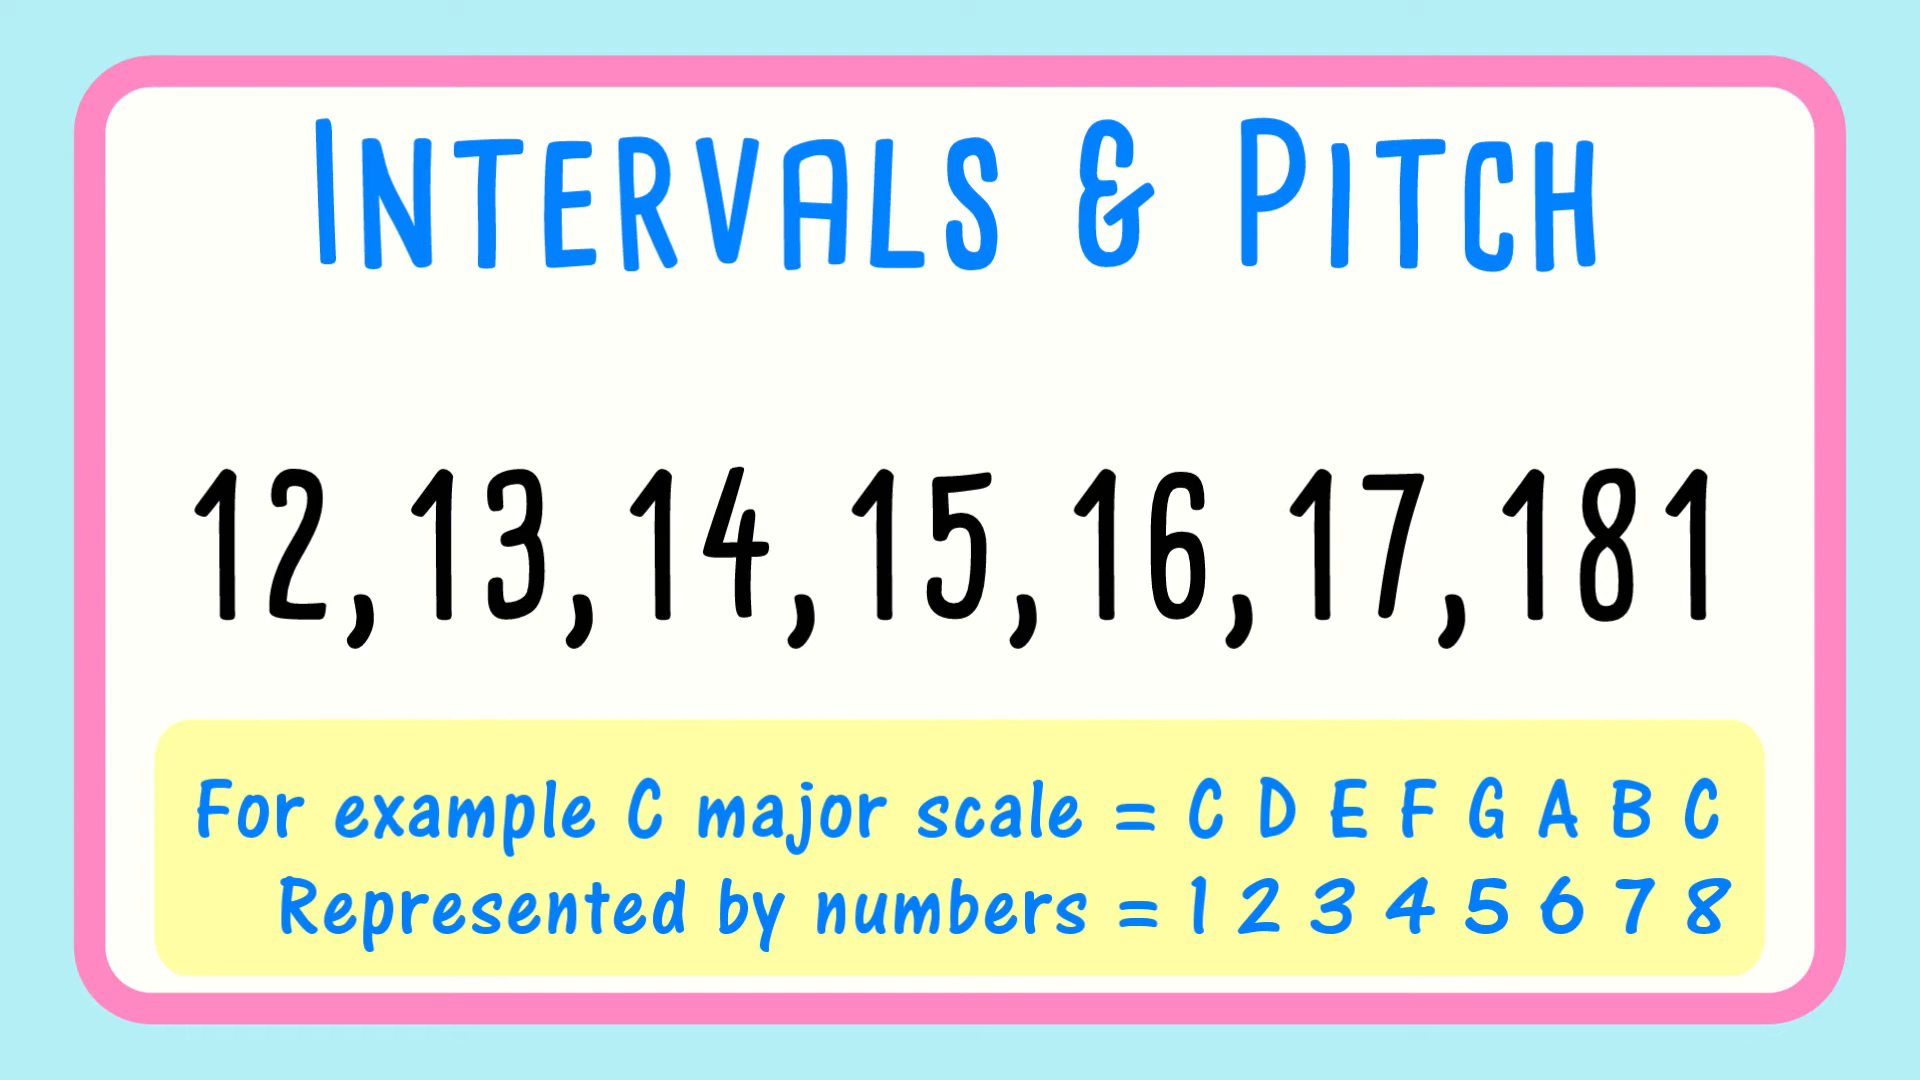 INTERVALS & PITCH
12,13,14,15,16,17,181
For example C major scale = C D E F G A B C
Represented by numbers = 1 2 3 4 5 6 7 8